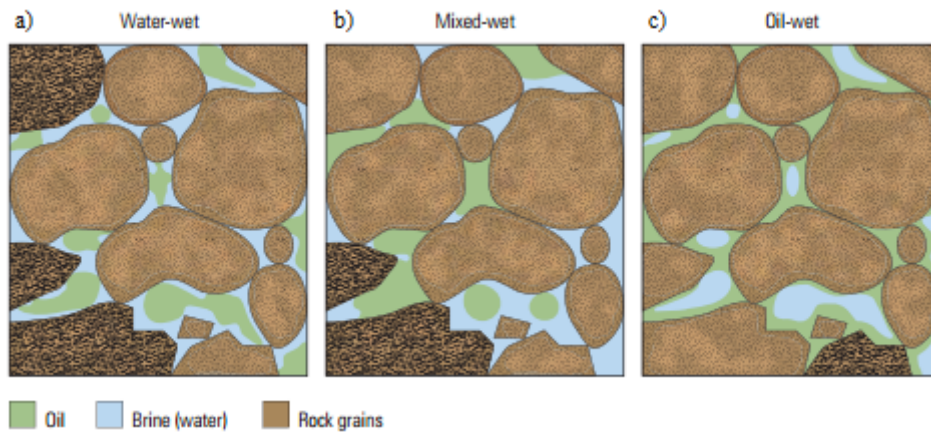 a) Water-wet b) Mixed-wet c) Oil-wet
Oil Brine (water) Rock grains